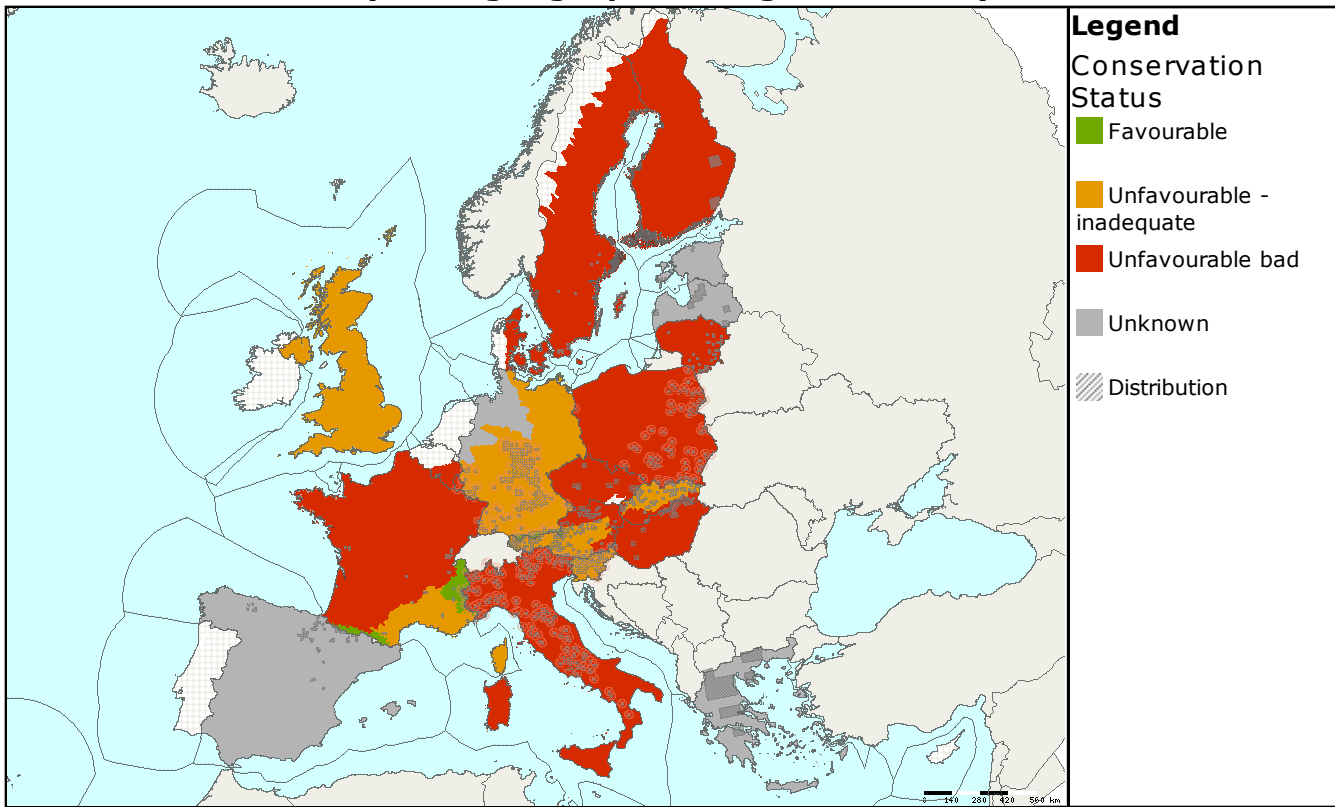 Legend
Conservation
Status
Favourable
Unfavourable -
inadequate
Unfavourable bad
Unknown
Distribution
0 140 280 420 560 km